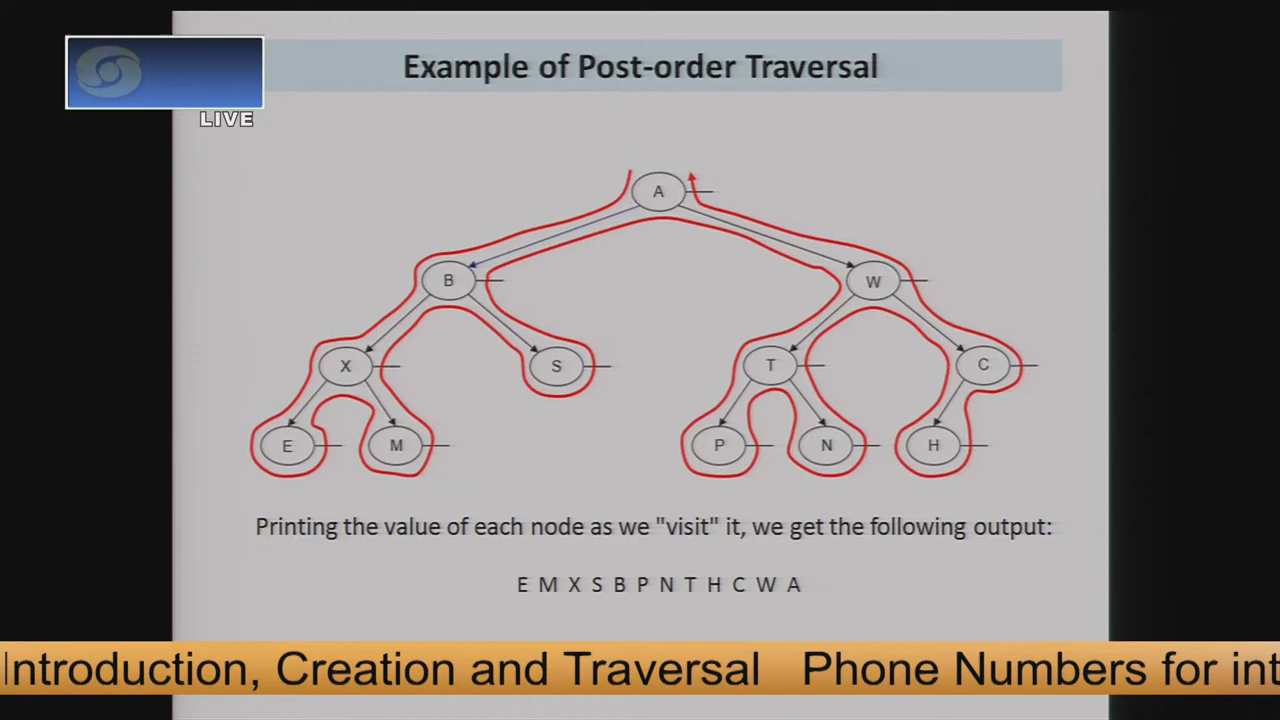 Example of Post-order Traversal
LIVE
A
B
W
X
S
T
C
E
M
P
N
H
Printing the value of each node as we "visit" it, we get the following output:
E M X S B P N T H C W A
Introduction, Creation and Traversal Phone Numbers for int